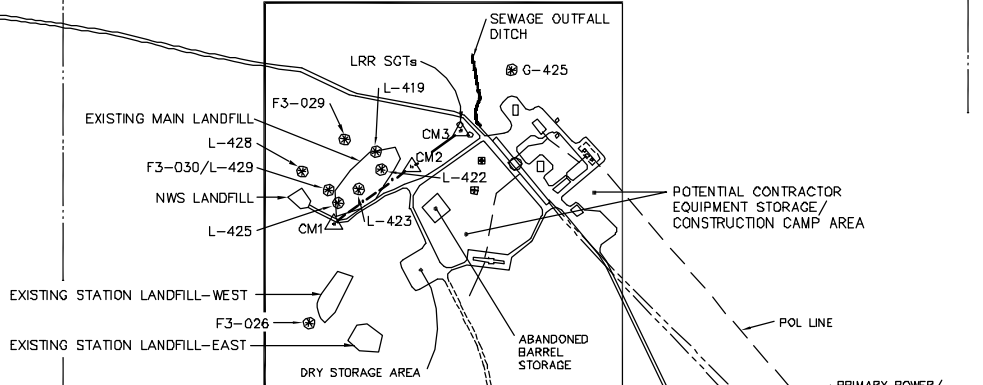 SEWAGE OUTFALL
DITCH
LRR SGTs
G-425
L-419
F3-029
EXISTING MAIN LANDFILL
CM3
L-428
CM2
F3-030/L-429
L-422
NWS LANDFILL
POTENTIAL CONTRACTOR
EQUIPMENT STORAGE/
CONSTRUCTION CAMP AREA
L-423
L-425
CM1
EXISTING STATION LANDFILL-WEST
F3-026
POL LINE
EXISTING STATION LANDFILL-EAST
ABANDONED
BARREL
STORAGE
DRY STORAGE AREA
PRIMARY POWER/